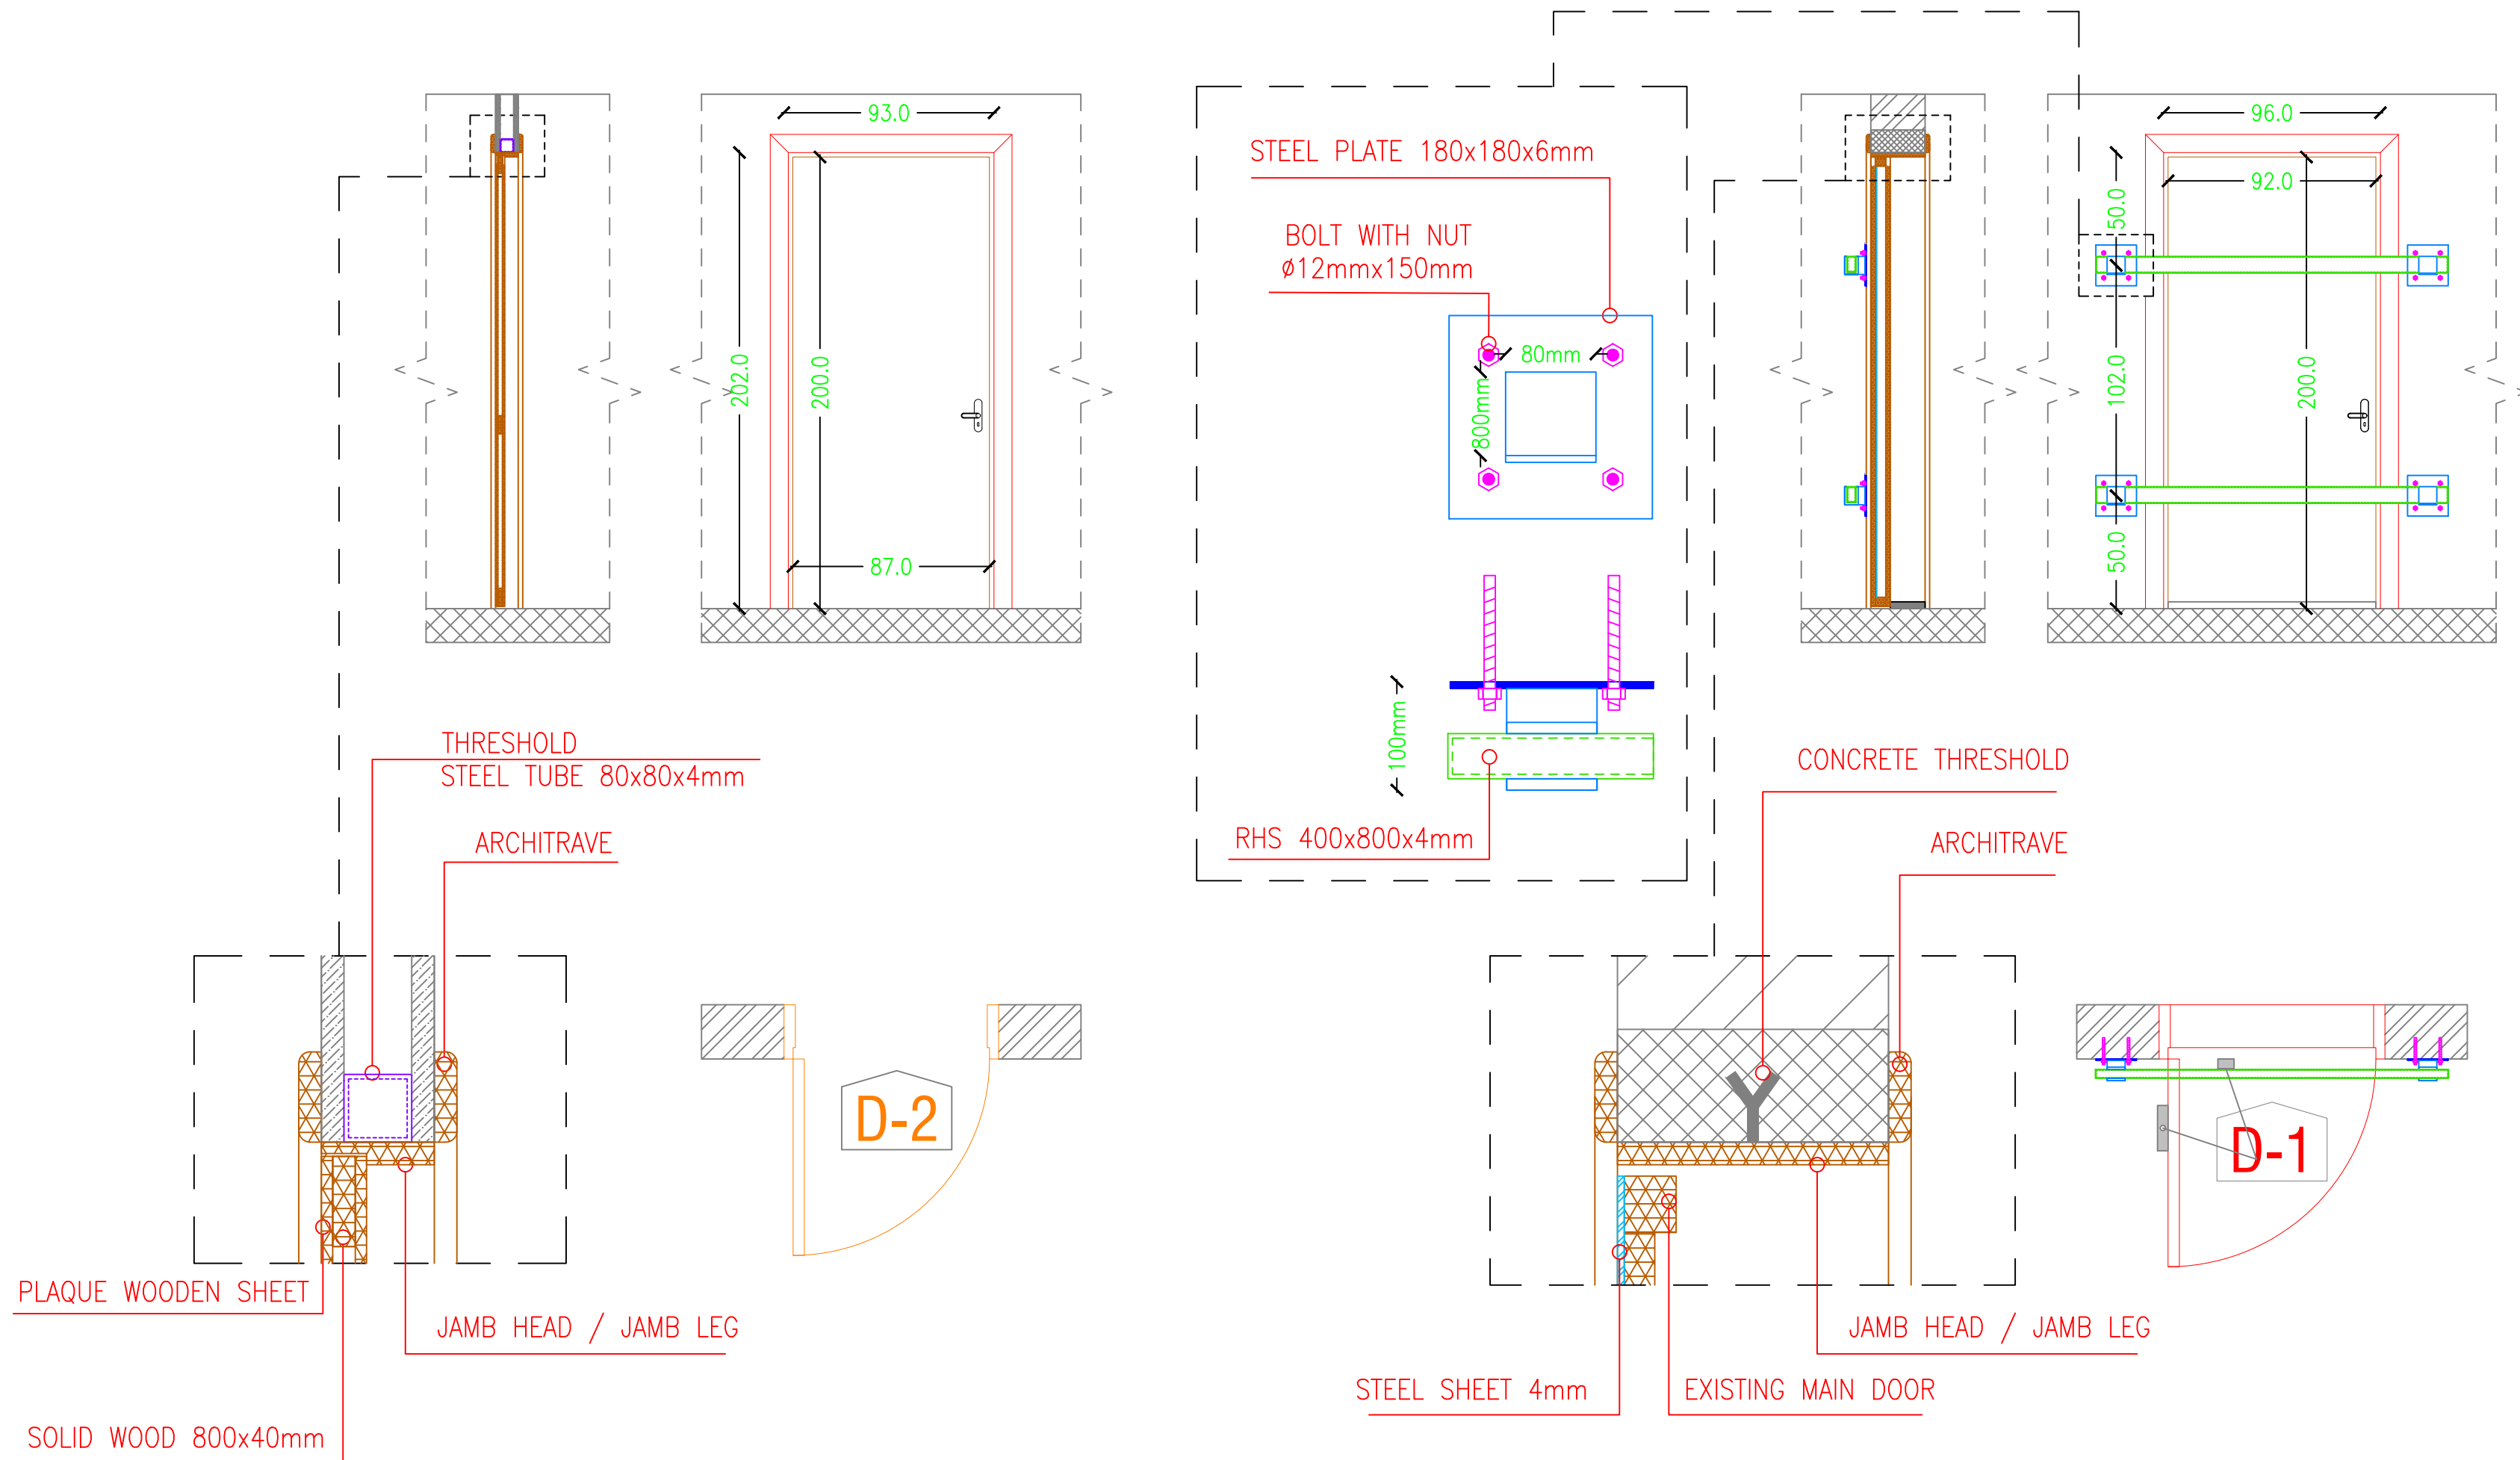 93.0
202.0
200.0
87.0
STEEL PLATE 180x180x6mm
BOLT WITH NUT
ø12mmx150mm
80mm
800mm
100mm
RHS 400x800x4mm
96.0
92.0
50.0
102.0
200.0
50.0
THRESHOLD
STEEL TUBE 80x80x4mm
ARCHITRAVE
PLAQUE WOODEN SHEET
JAMB HEAD / JAMB LEG
SOLID WOOD 800x40mm
D-2
CONCRETE THRESHOLD
ARCHITRAVE
JAMB HEAD / JAMB LEG
STEEL SHEET 4mm
EXISTING MAIN DOOR
D-1